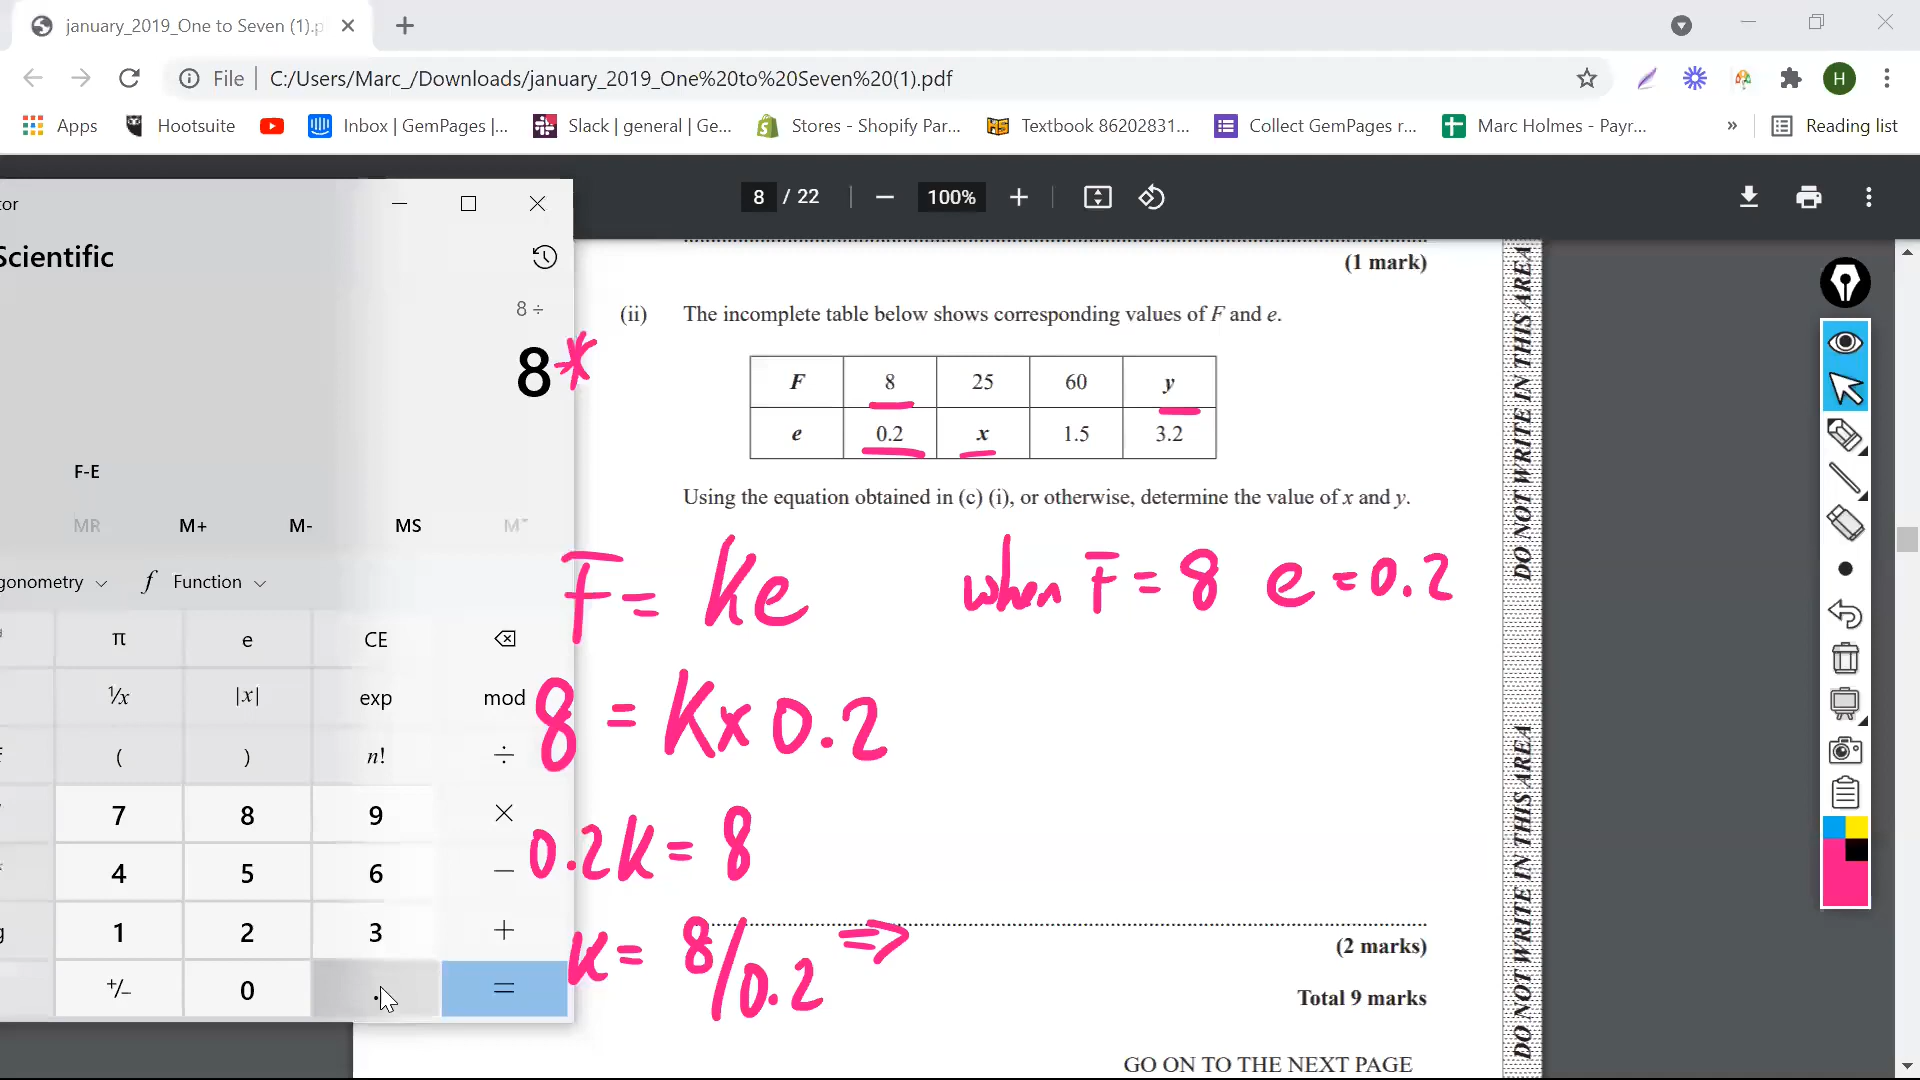 january_2019_One to Seven (1).p
File C:/Users/Marc_/Downloads/january_2019_One%20to%20Seven%20(1).pdf
H
Apps Hootsuite Inbox | GemPages |... Slack | general | Ge... Stores - Shopify Par... Textbook 86202831... Collect GemPages r... Marc Holmes - Payr... » Reading list
8 / 22 − 100% +
tor
Scientific
8 ÷
8*
F-E
MR M+ M- MS M˅
gonometry f Function
π e CE
¹/x |x| exp mod
( ) n! ÷
7 8 9 ×
4 5 6 −
1 2 3 +
+/− 0 . =
(1 mark)
(ii) The incomplete table below shows corresponding values of F and e.
F 8 25 60 y
e 0.2 x 1.5 3.2
Using the equation obtained in (c) (i), or otherwise, determine the value of x and y.
F = Ke when F = 8 e = 0.2
8 = K x 0.2
0.2K = 8
K = 8/0.2 =>
(2 marks)
Total 9 marks
GO ON TO THE NEXT PAGE
DO NOT WRITE IN THIS AREA
DO NOT WRITE IN THIS AREA